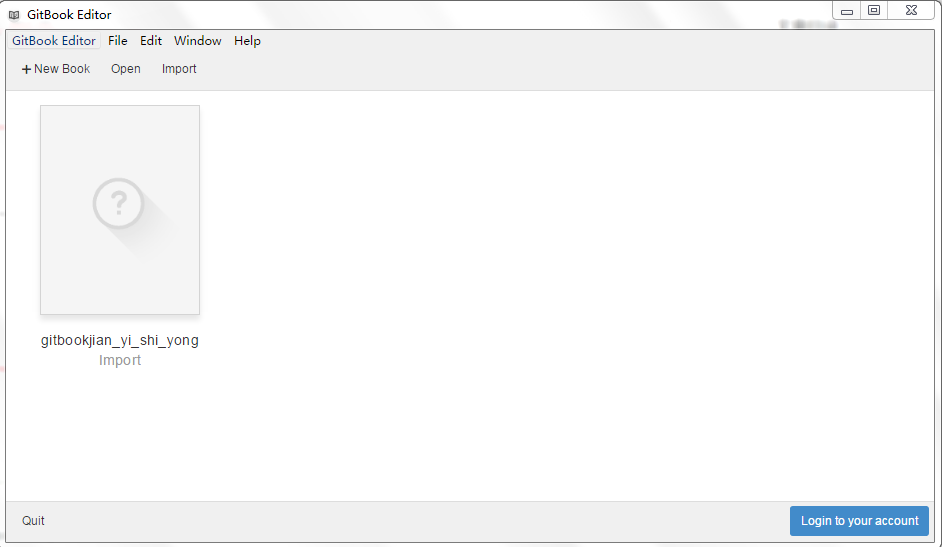 GitBook Editor
GitBook Editor File Edit Window Help
+ New Book Open Import
?
gitbookjian_yi_shi_yong
Import
Quit Login to your account